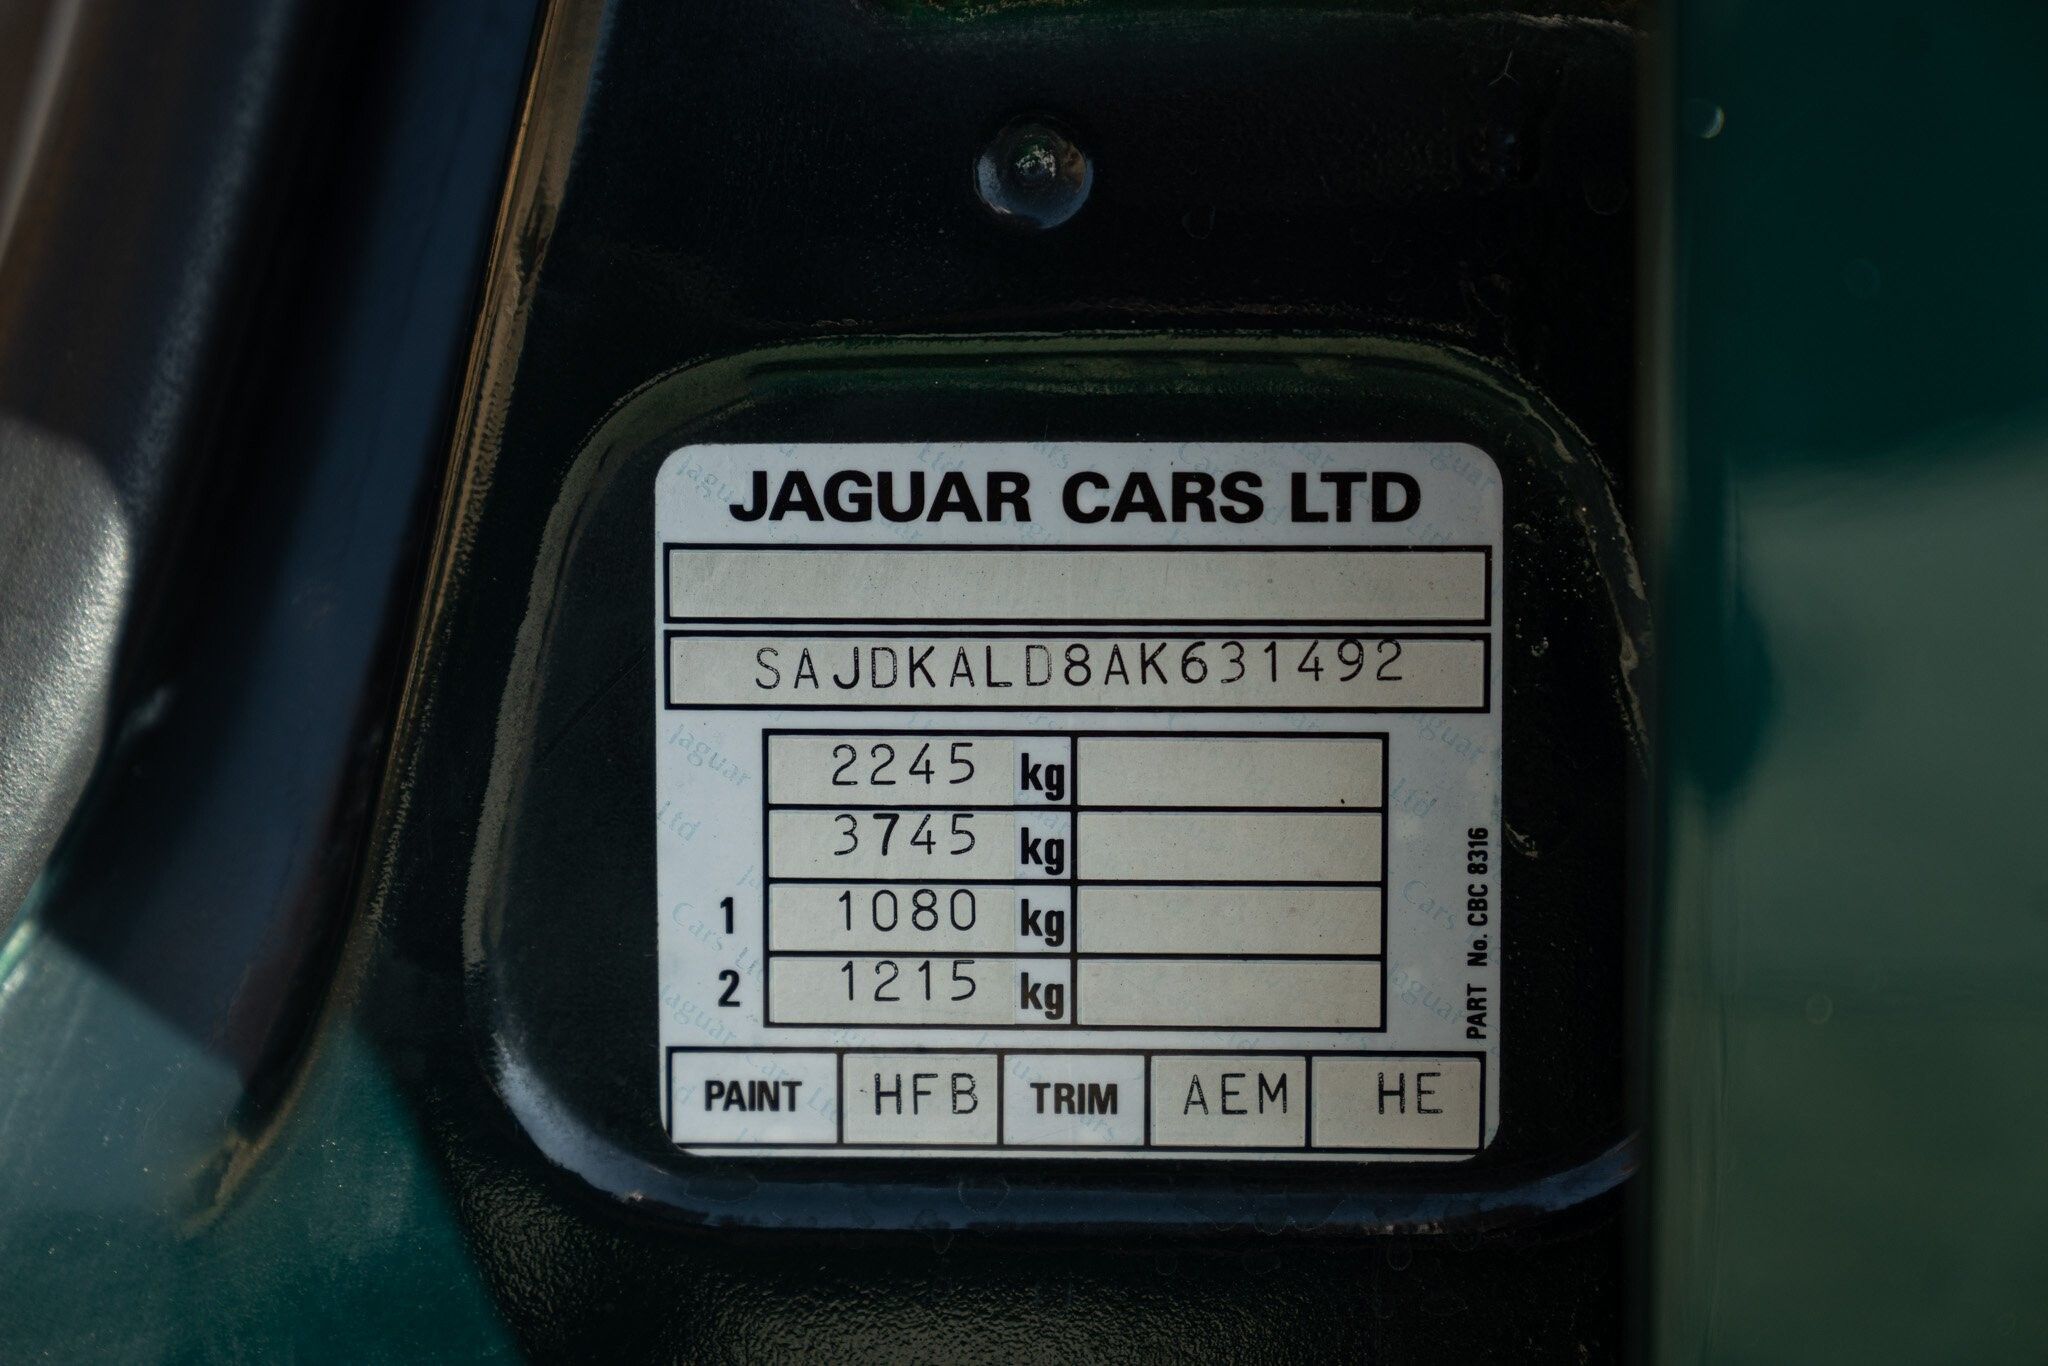 JAGUAR CARS LTD
SAJDKALD8AK631492
2245 kg
3745 kg
1 1080 kg
2 1215 kg
PART No. CBC 8316
PAINT HFB TRIM AEM HE